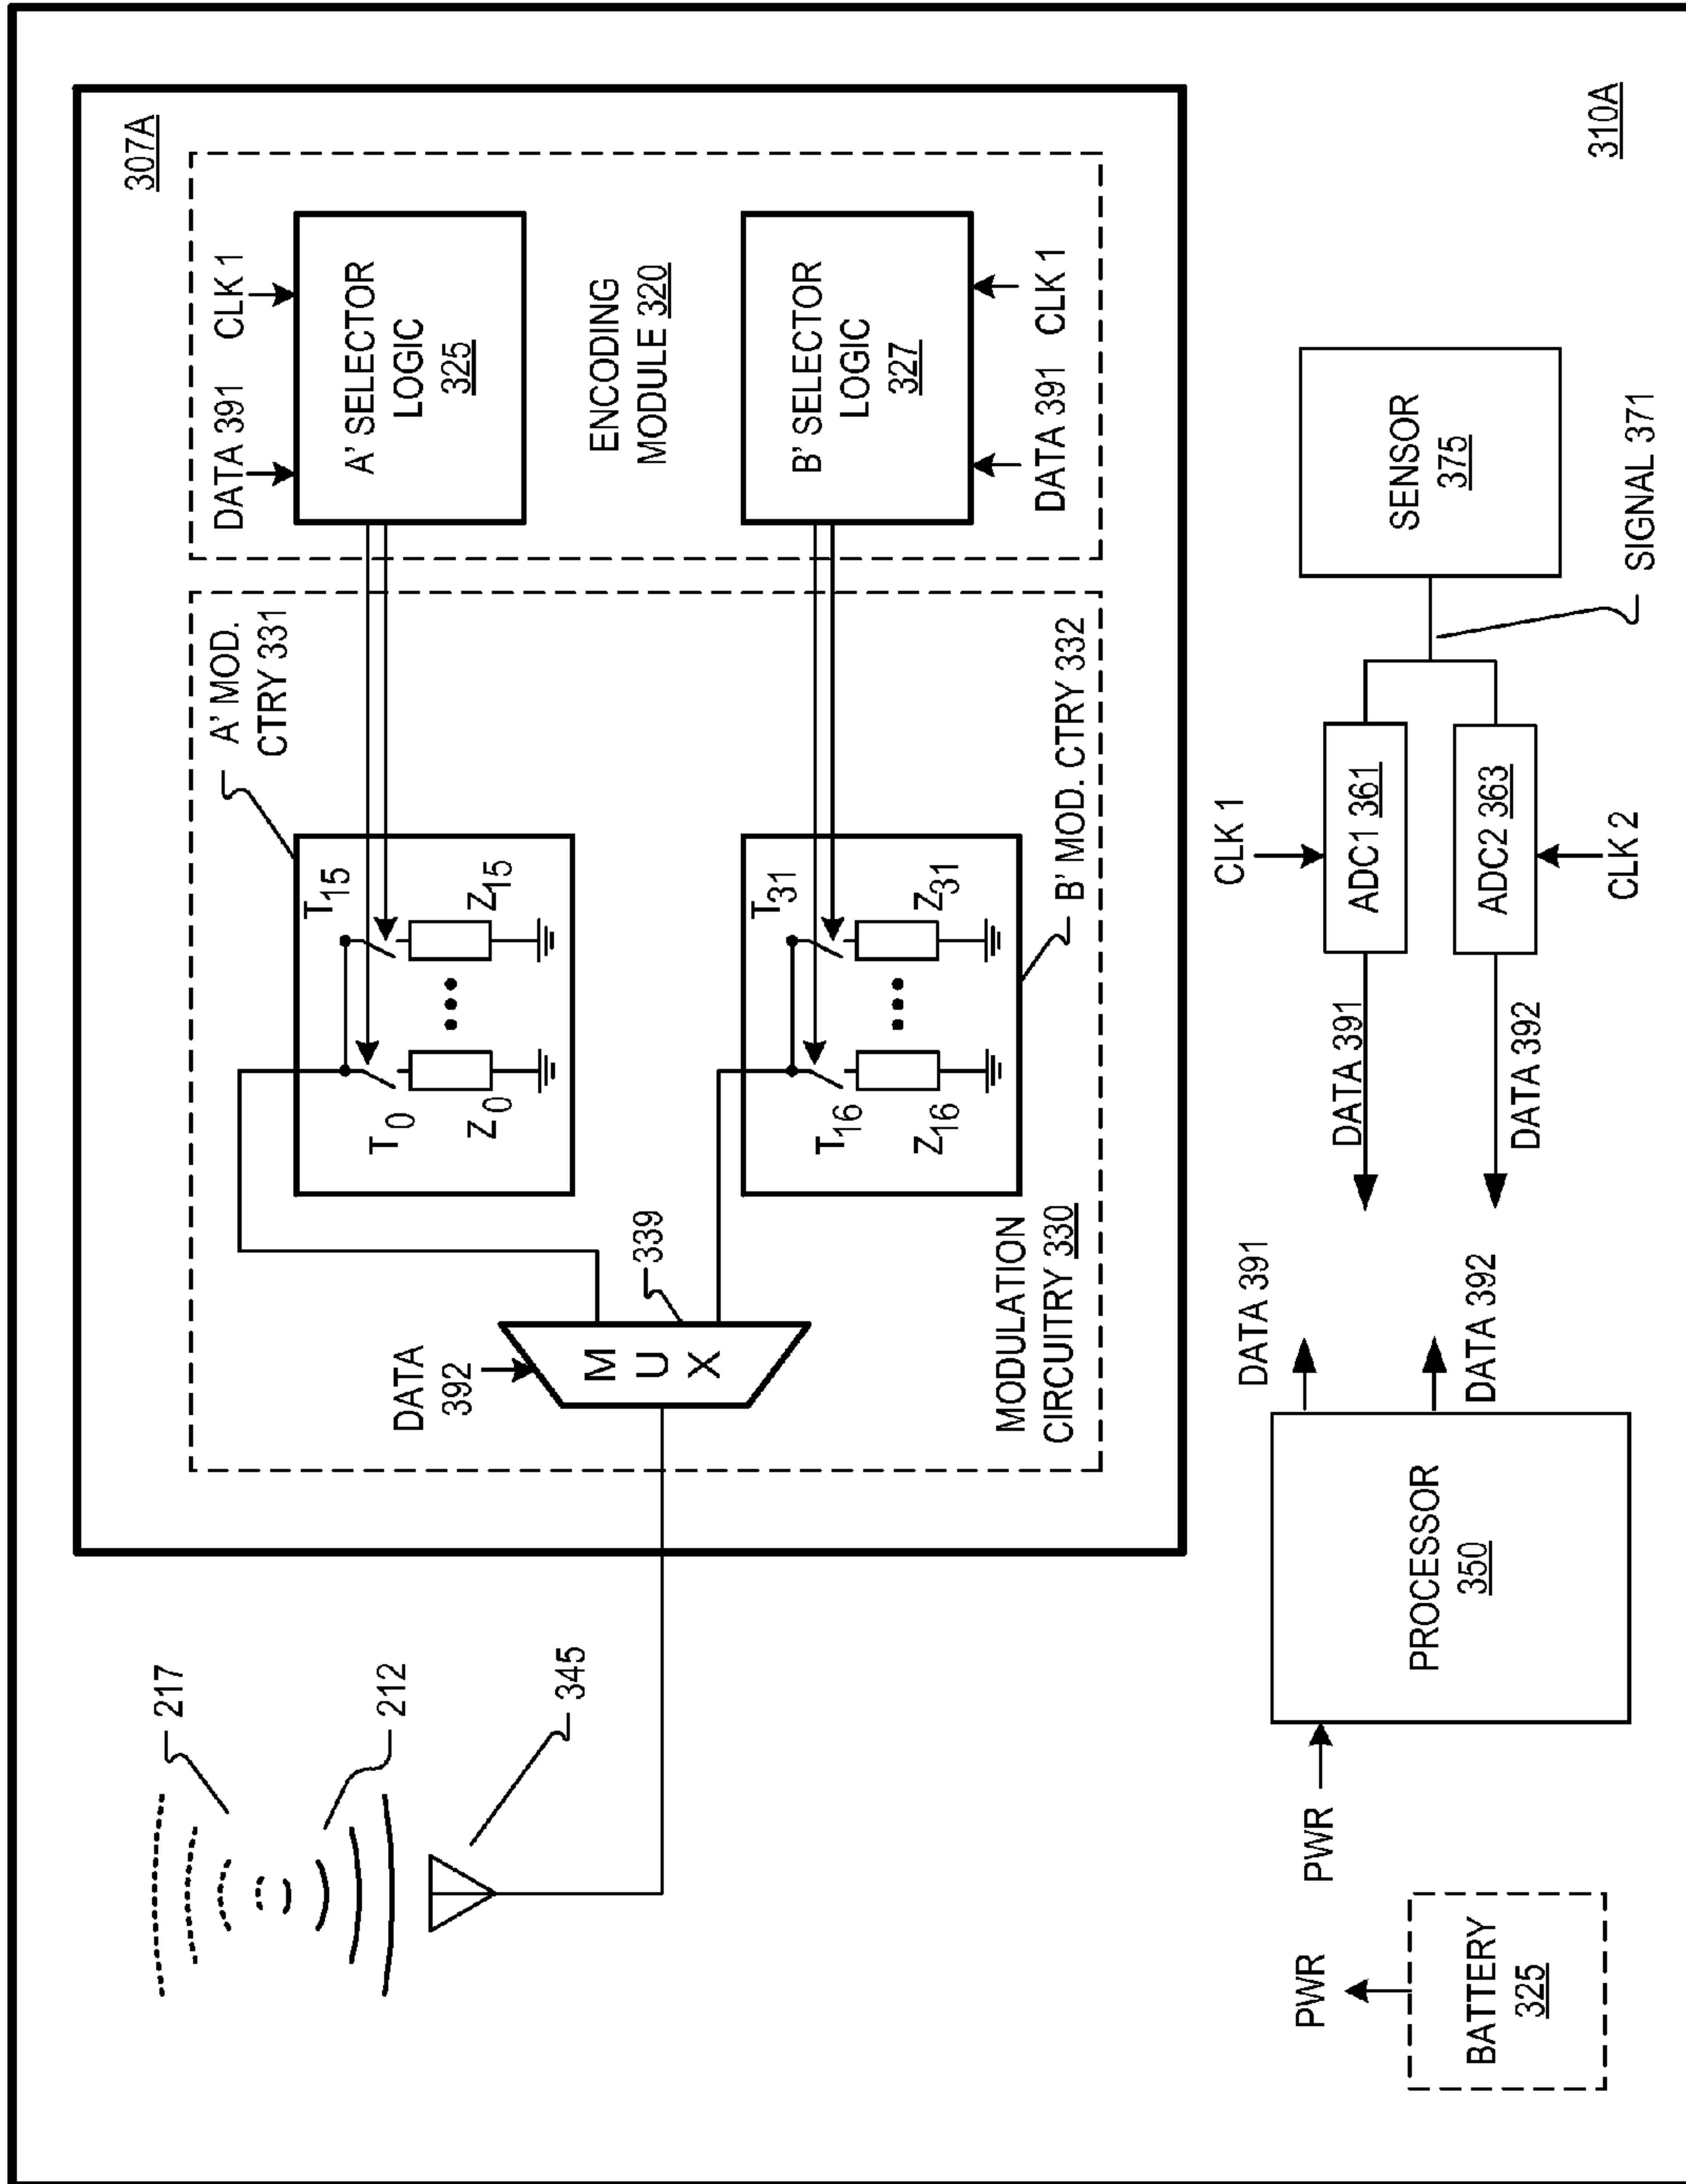 217
212
345
307A
DATA 391
CLK 1
A' SELECTOR
LOGIC
325
ENCODING
MODULE 320
B' SELECTOR
LOGIC
327
DATA 391
CLK 1
A' MOD.
CTRY 331
T0
T15
Z0
Z15
T16
T31
Z16
Z31
B' MOD. CTRY 332
339
DATA
392
M
U
X
MODULATION
CIRCUITRY 330
PWR
BATTERY
325
PWR
PROCESSOR
350
DATA 391
DATA 392
DATA 391
DATA 392
CLK 1
ADC1 361
ADC2 363
CLK 2
SENSOR
375
SIGNAL 371
310A